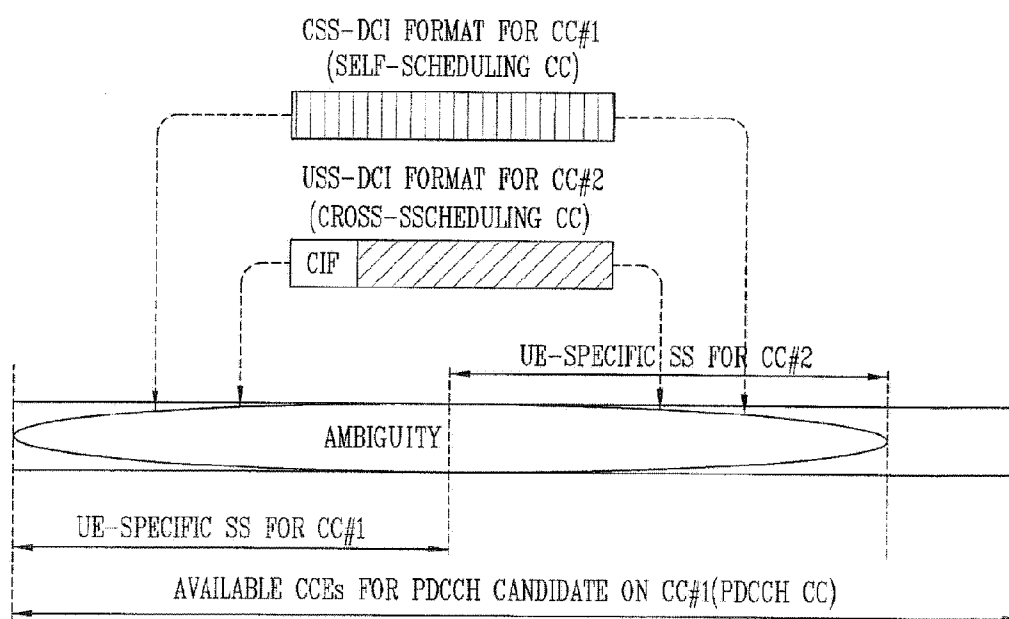 CSS-DCI FORMAT FOR CC#1
(SELF-SCHEDULING CC)
USS-DCI FORMAT FOR CC#2
(CROSS-SSCHEDULING CC)
CIF
UE-SPECIFIC SS FOR CC#2
AMBIGUITY
UE-SPECIFIC SS FOR CC#1
AVAILABLE CCEs FOR PDCCH CANDIDATE ON CC#1(PDCCH CC)